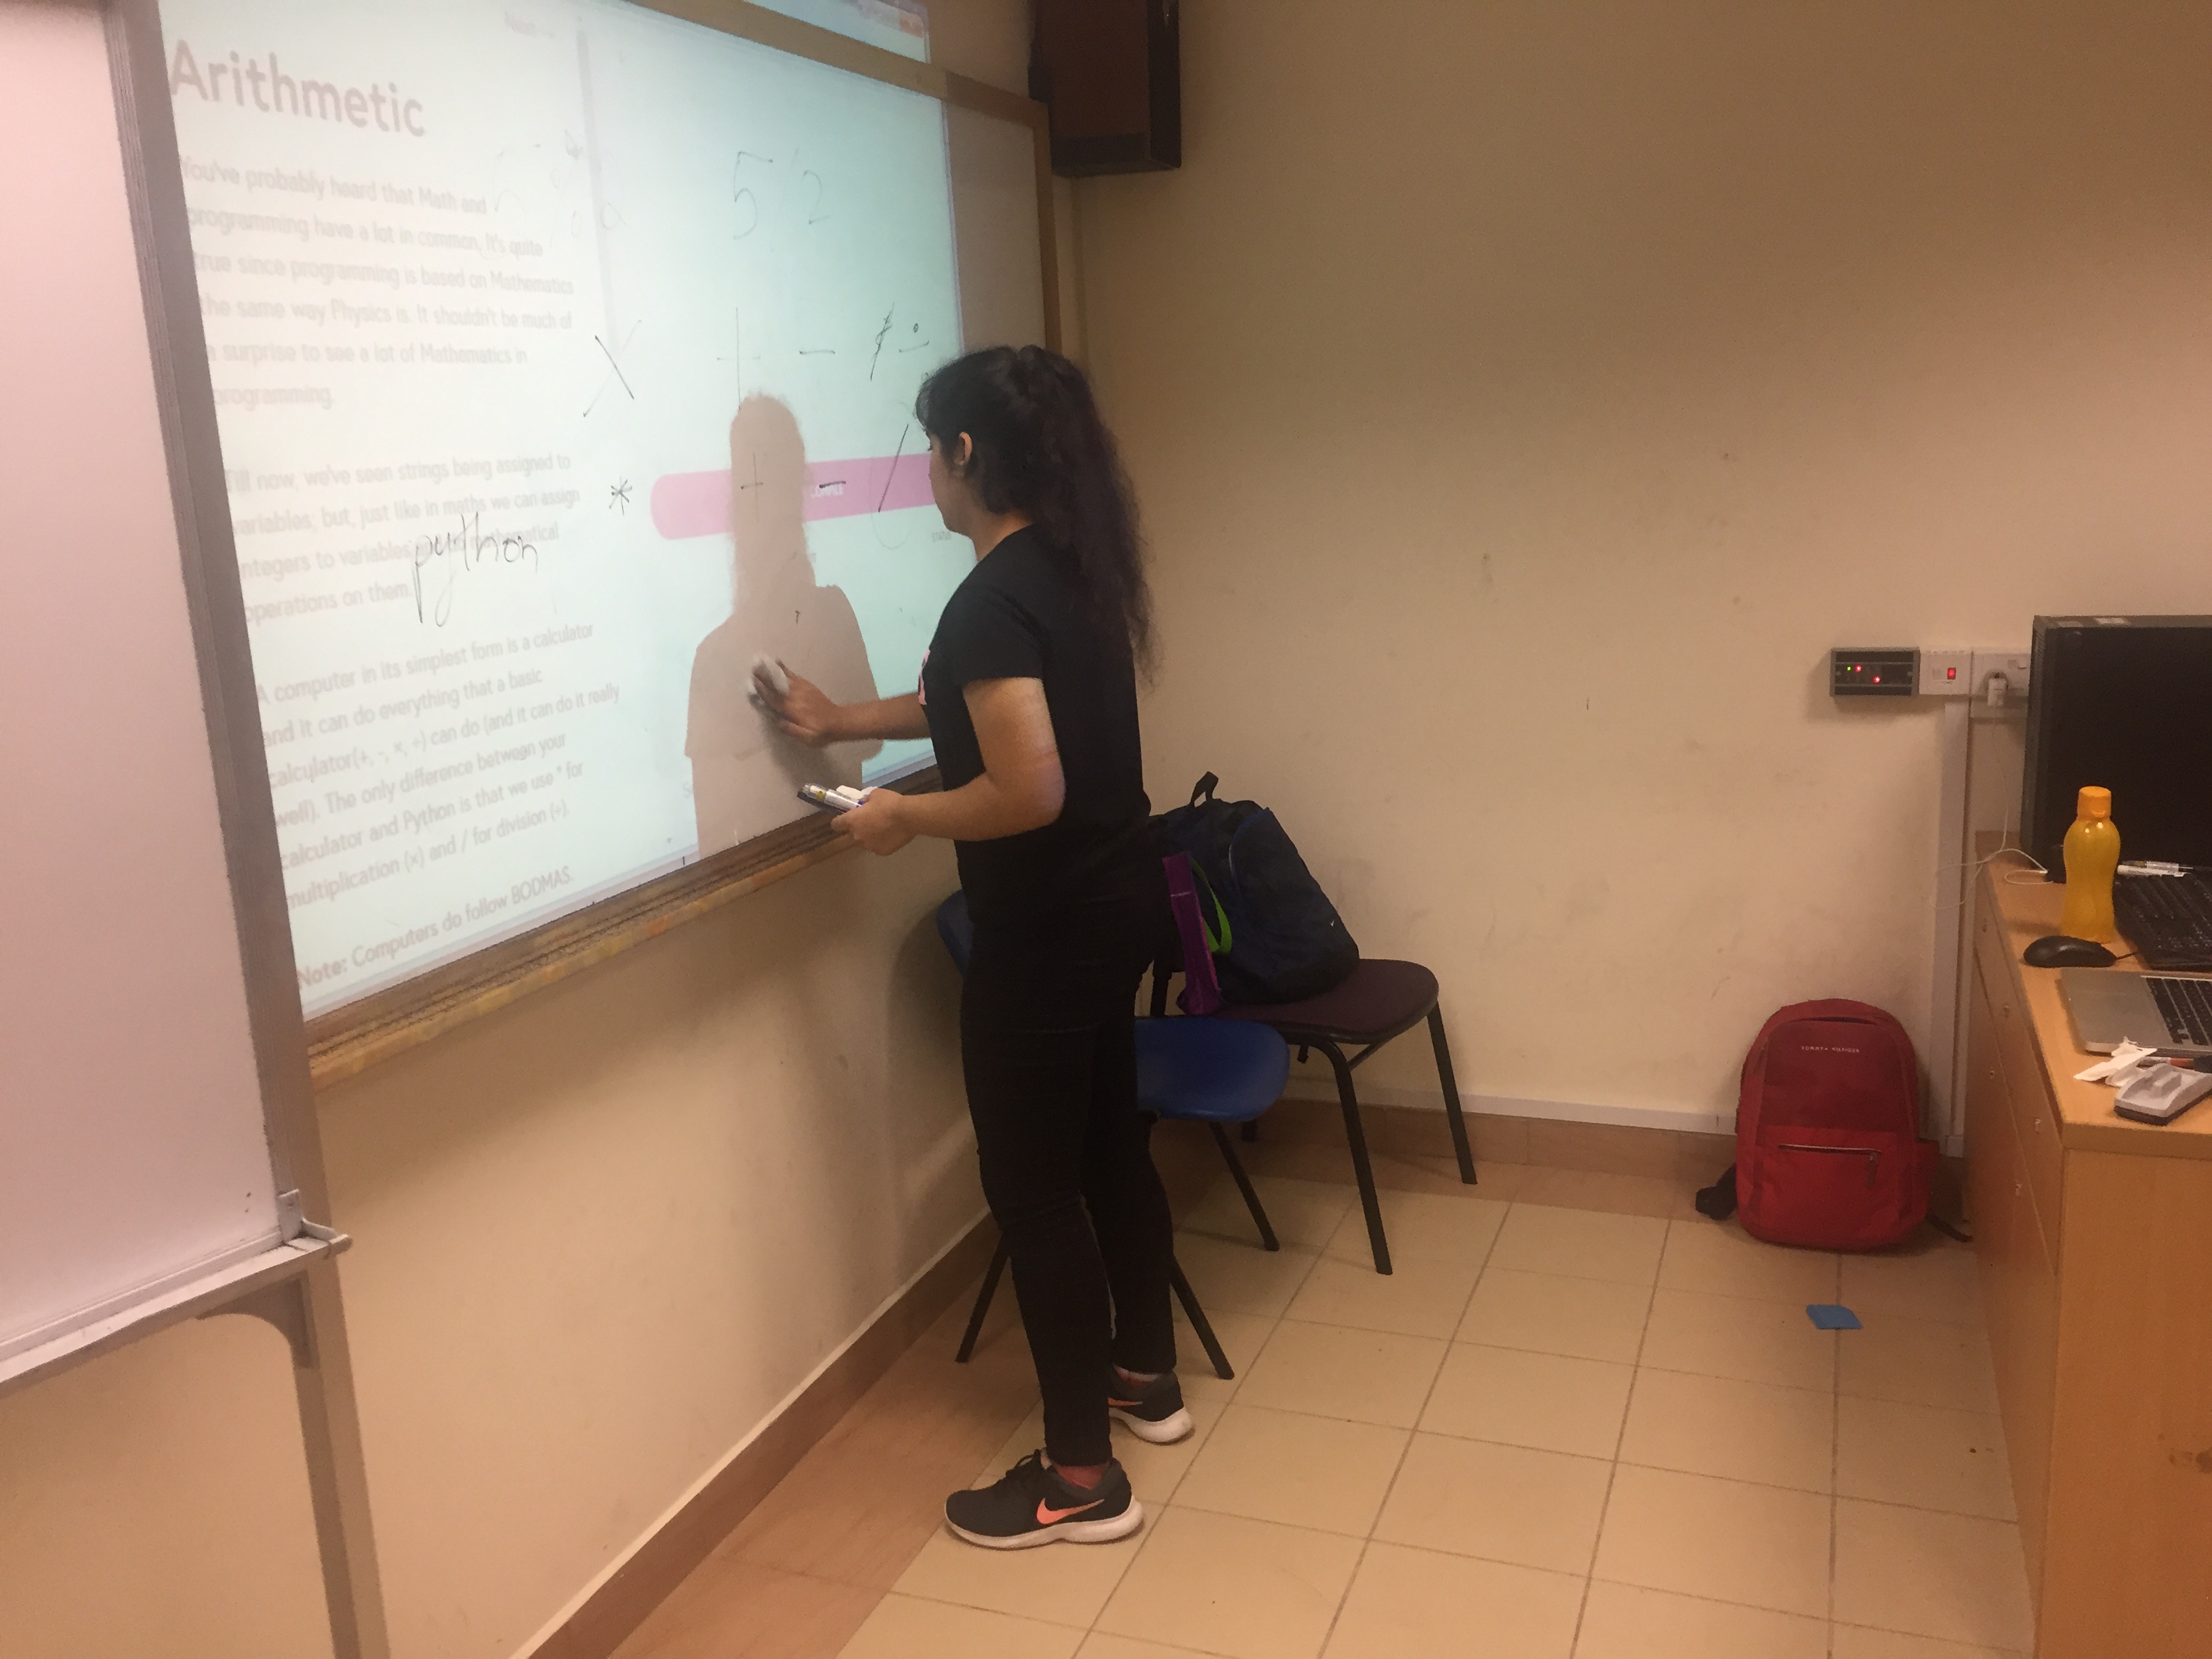 Next
Arithmetic
You've probably heard that Math and
programming have a lot in common, It's quite
true since programming is based on Mathematics
the same way Physics is. It shouldn't be much of
a surprise to see a lot of Mathematics in
programming.
Till now, we've seen strings being assigned to
variables; but, just like in maths we can assign
integers to variables
operations on them.
A computer in its simplest form is a calculator
and it can do everything that a basic
calculator(+, -, ×, ÷) can do (and it can do it really
well). The only difference between your
calculator and Python is that we use * for
multiplication (×) and / for division (÷).
Note: Computers do follow BODMAS
python
5 2
X + - ÷
* + - /
TOMMY HILFIGER